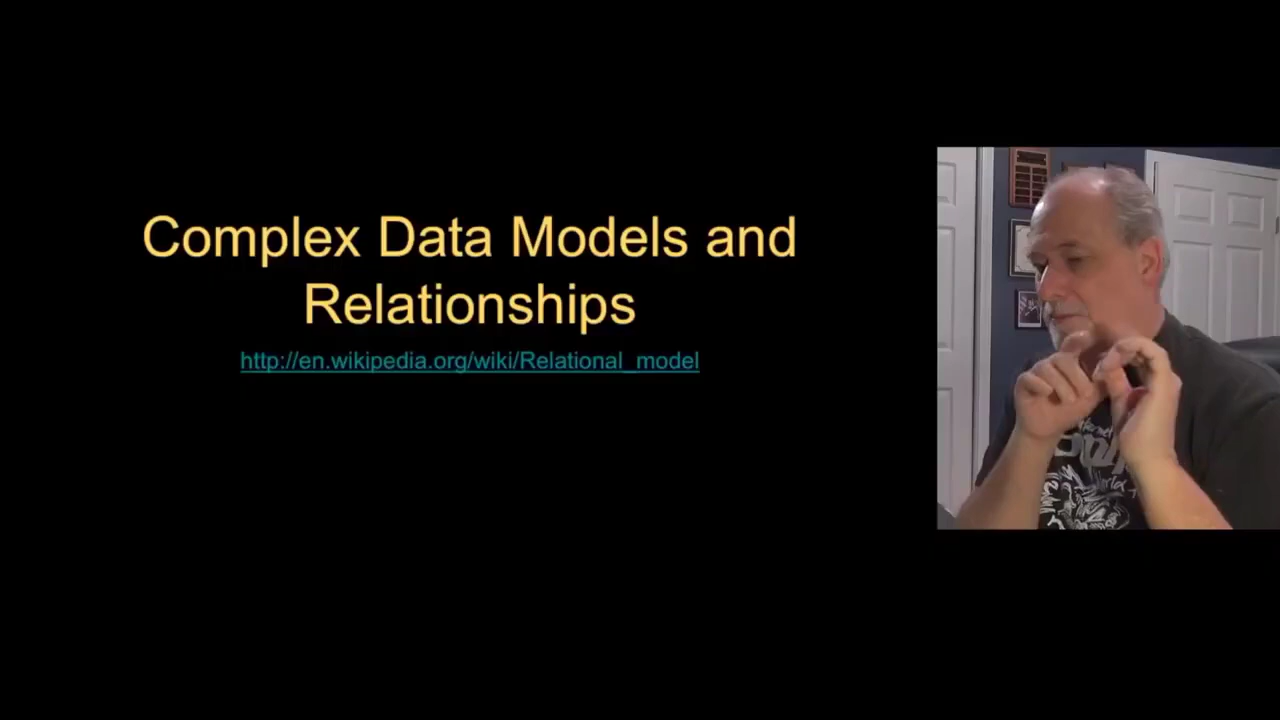 Complex Data Models and
Relationships
http://en.wikipedia.org/wiki/Relational_model